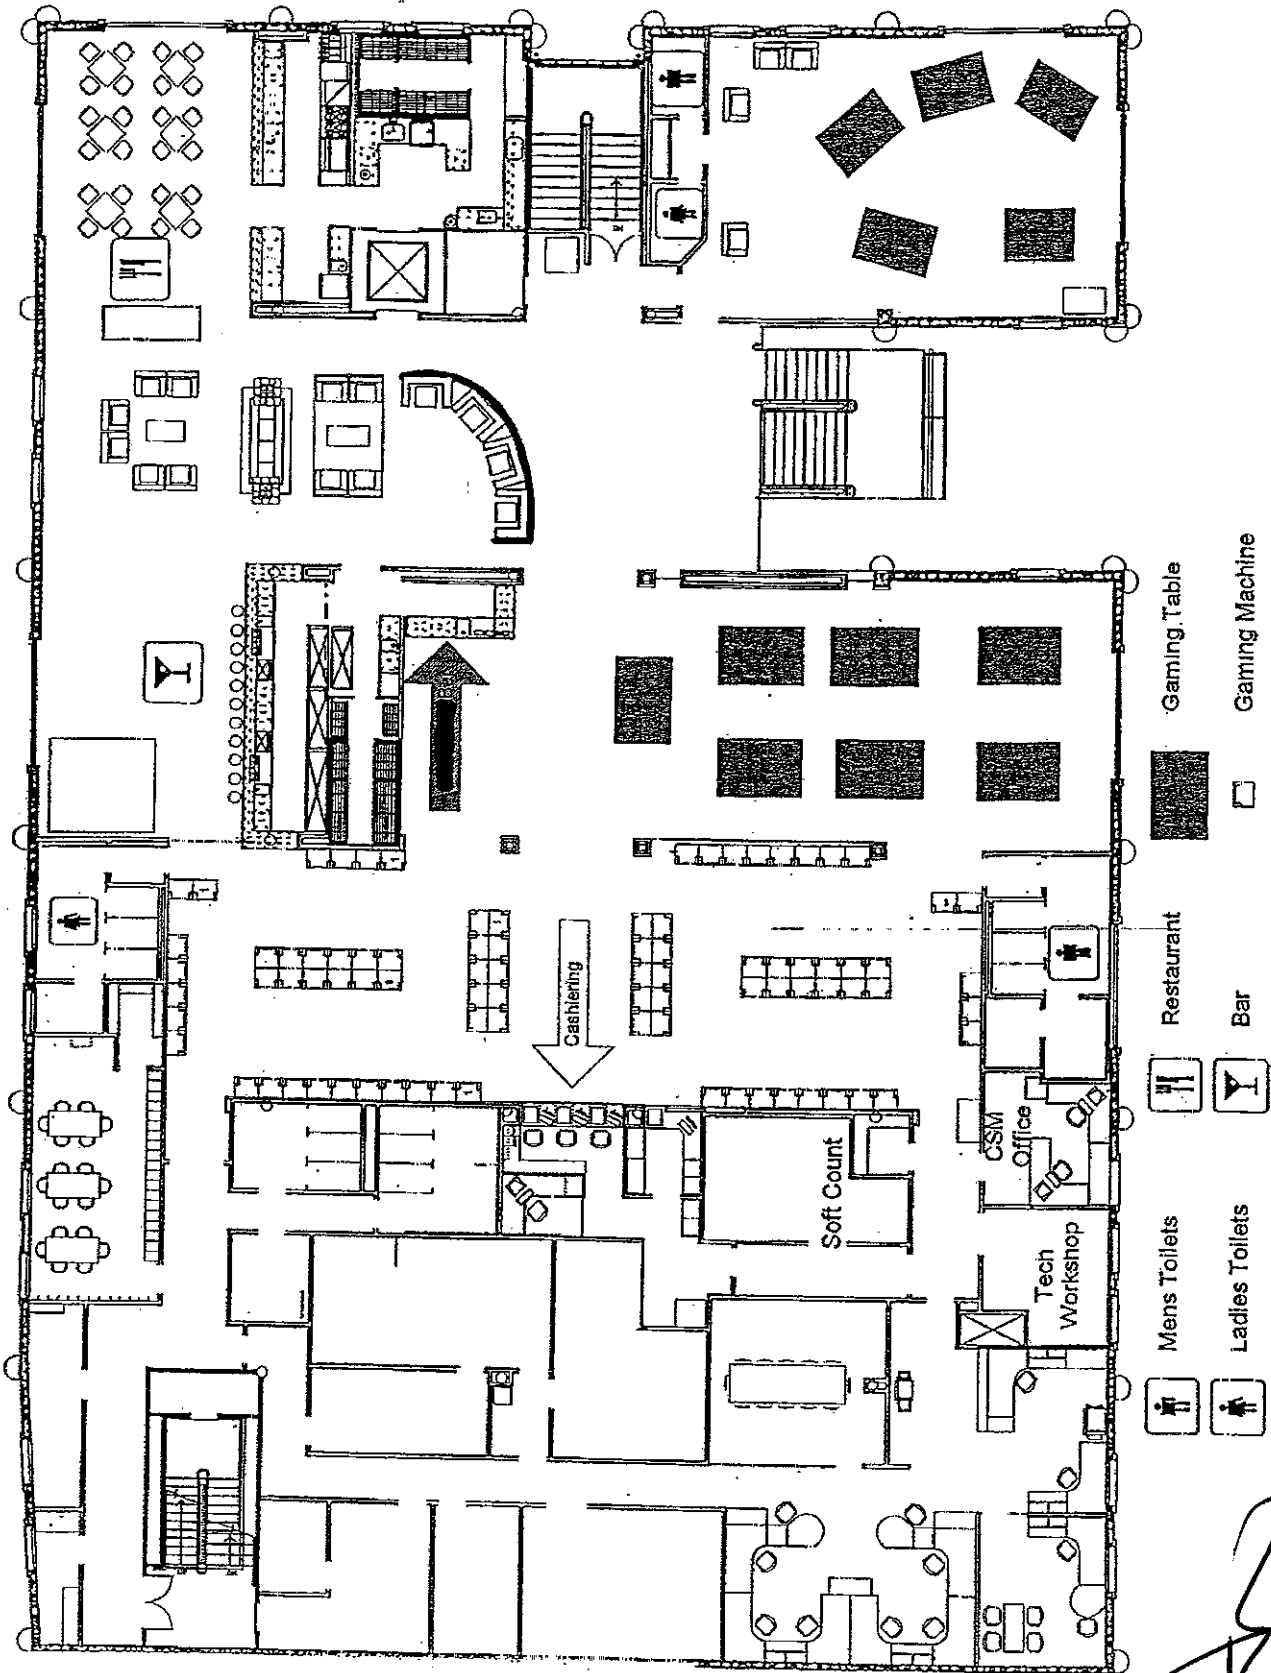 Cashiering
Soft Count
CSM
Office
Tech
Workshop
Mens Toilets
Ladies Toilets
Restaurant
Bar
Gaming Table
Gaming Machine